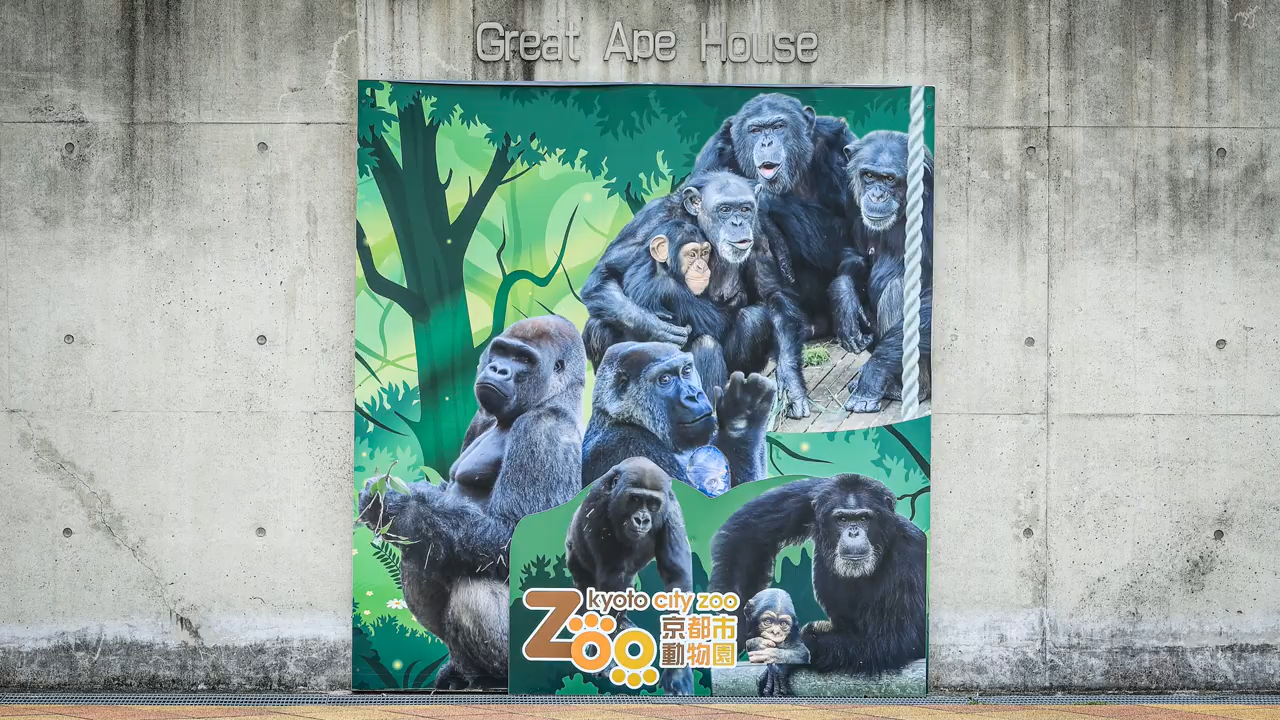 Great Ape House
kyoto city zoo
Zoo
京都市
動物園